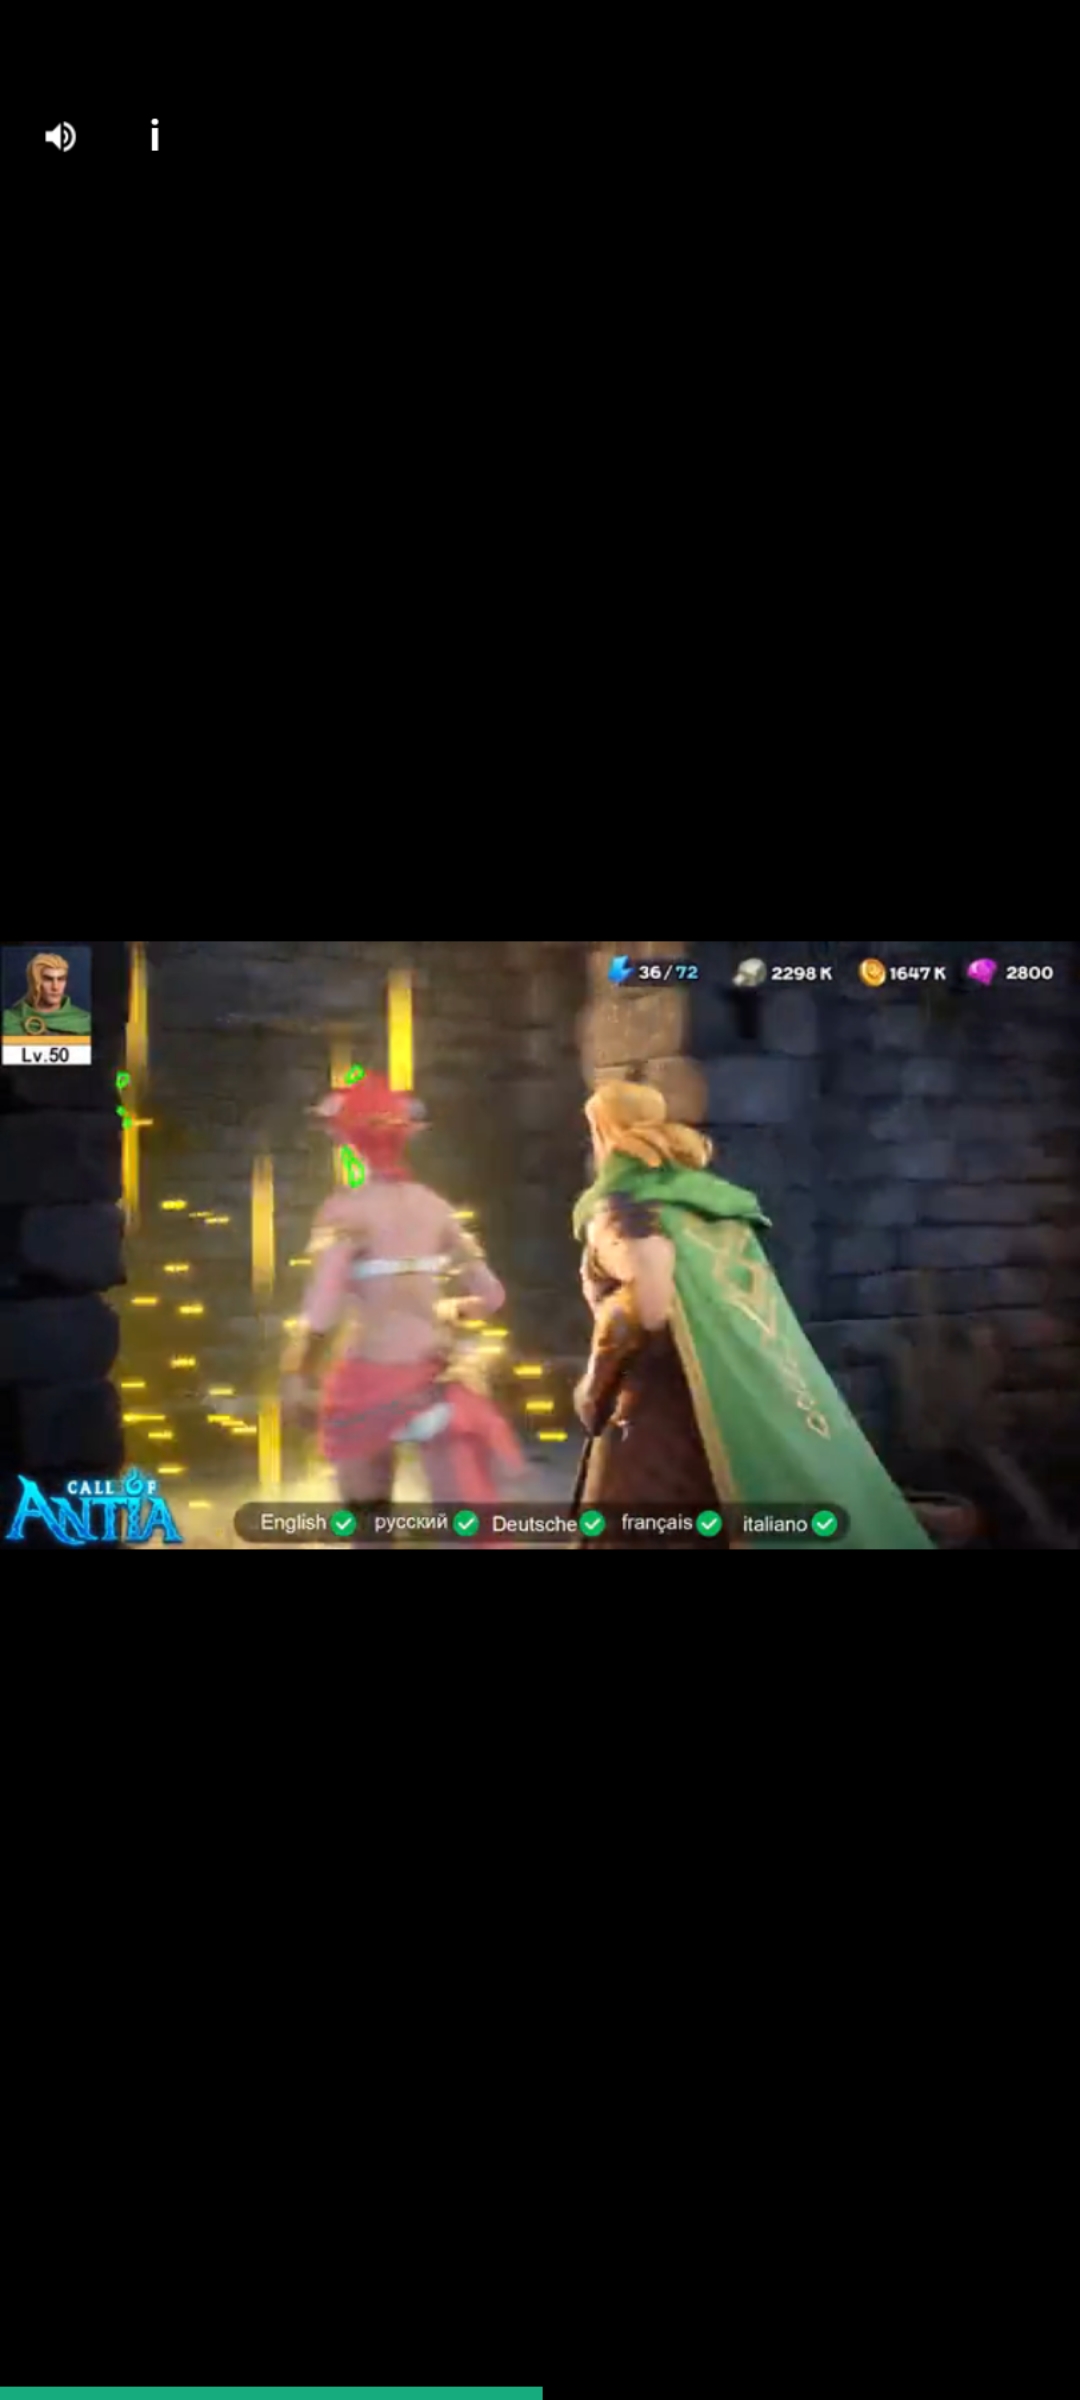 i
36/72
2298 K
1647 K
2800
Lv.50
CALL OF
ANTIA
English
русский
Deutsche
français
italiano